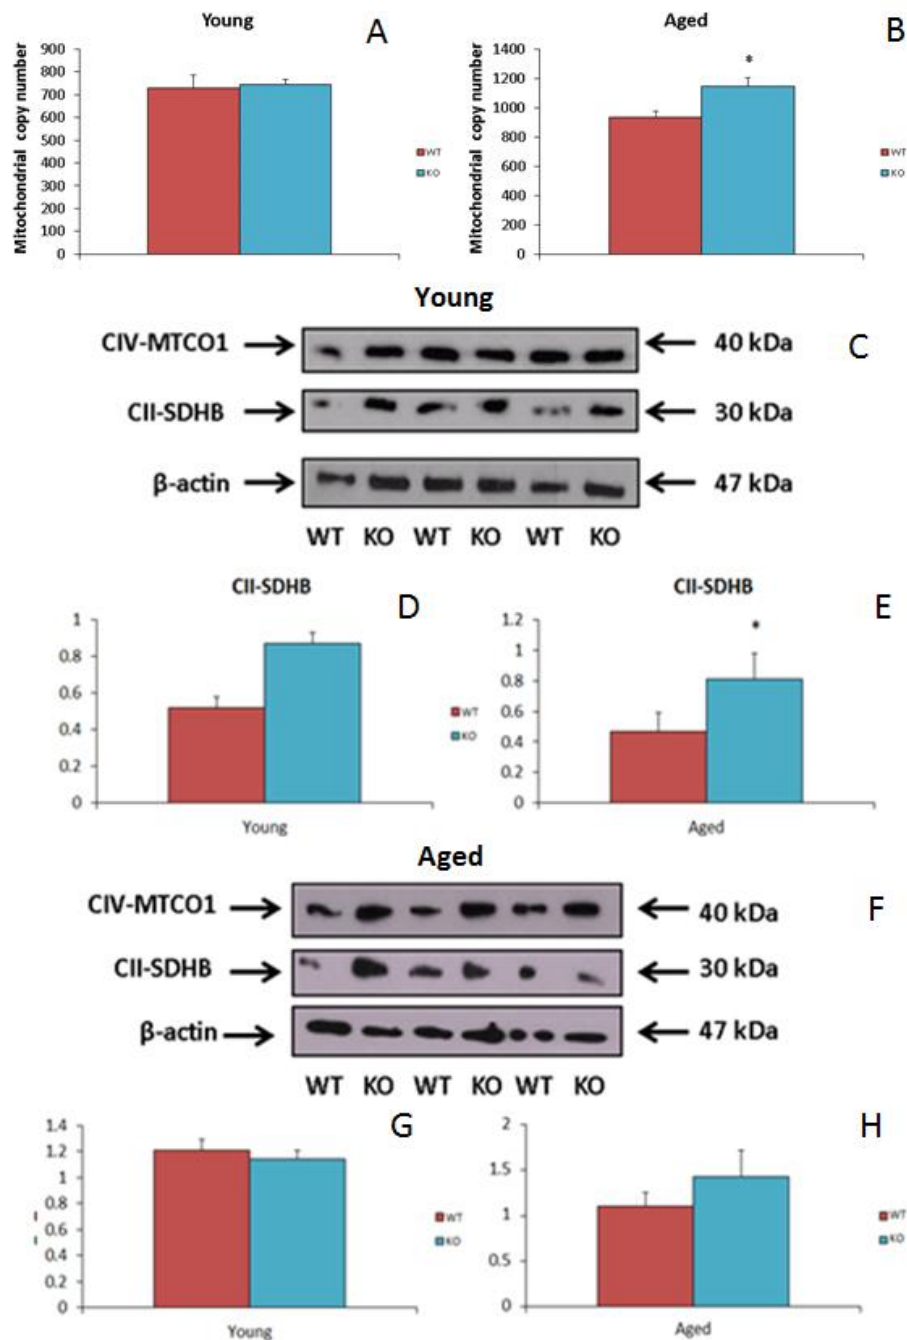 Young
A
Mitochondrial copy number
900
800
700
600
500
400
300
200
100
0
WT
KO
Aged
B
Mitochondrial copy number
1400
1200
1000
800
600
400
200
0
*
WT
KO
Young
C
CIV-MTCO1 40 kDa
CII-SDHB 30 kDa
β-actin 47 kDa
WT KO WT KO WT KO
CII-SDHB
D
1
0.8
0.6
0.4
0.2
0
WT
KO
Young
CII-SDHB
E
1.2
1
0.8
0.6
0.4
0.2
0
*
WT
KO
Aged
Aged
F
CIV-MTCO1 40 kDa
CII-SDHB 30 kDa
β-actin 47 kDa
WT KO WT KO WT KO
G
1.4
1.2
1
0.8
0.6
0.4
0.2
0
WT
KO
Young
H
2
1.5
1
0.5
0
WT
KO
Aged